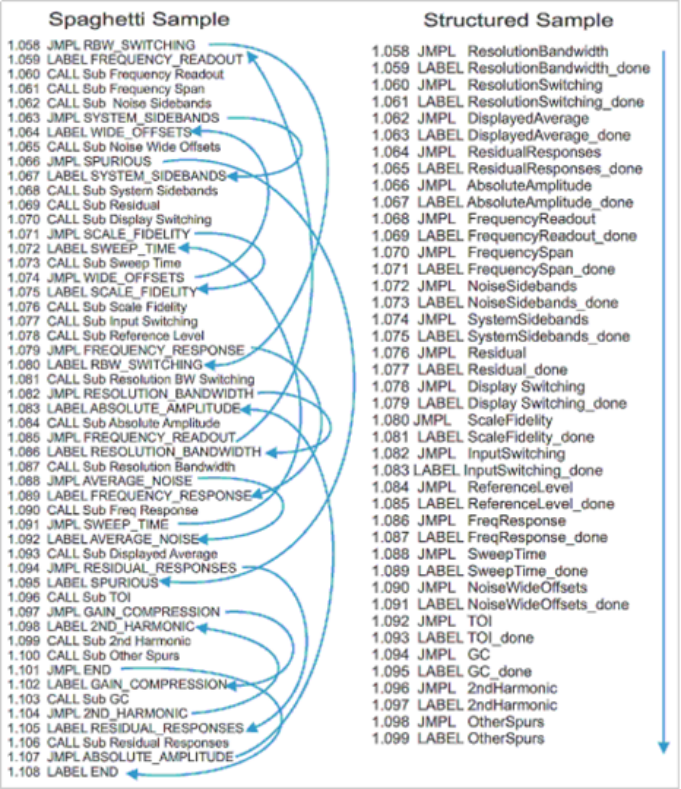 Spaghetti Sample
1.058 JMPL RBW_SWITCHING
1.059 LABEL FREQUENCY_READOUT
1.060 CALL Sub Frequency Readout
1.061 CALL Sub Frequency Span
1.062 CALL Sub Noise Sidebands
1.063 JMPL SYSTEM_SIDEBANDS
1.064 LABEL WIDE_OFFSETS
1.065 CALL Sub Noise Wide Offsets
1.066 JMPL SPURIOUS
1.067 LABEL SYSTEM_SIDEBANDS
1.068 CALL Sub System Sidebands
1.069 CALL Sub Residual
1.070 CALL Sub Display Switching
1.071 JMPL SCALE_FIDELITY
1.072 LABEL SWEEP_TIME
1.073 CALL Sub Sweep Time
1.074 JMPL WIDE_OFFSETS
1.075 LABEL SCALE_FIDELITY
1.076 CALL Sub Scale Fidelity
1.077 CALL Sub Input Switching
1.078 CALL Sub Reference Level
1.079 JMPL FREQUENCY_RESPONSE
1.080 LABEL RBW_SWITCHING
1.081 CALL Sub Resolution BW Switching
1.082 JMPL RESOLUTION_BANDWIDTH
1.083 LABEL ABSOLUTE_AMPLITUDE
1.084 CALL Sub Absolute Amplitude
1.085 JMPL FREQUENCY_READOUT
1.086 LABEL RESOLUTION_BANDWIDTH
1.087 CALL Sub Resolution Bandwidth
1.088 JMPL AVERAGE_NOISE
1.089 LABEL FREQUENCY_RESPONSE
1.090 CALL Sub Freq Response
1.091 JMPL SWEEP_TIME
1.092 LABEL AVERAGE_NOISE
1.093 CALL Sub Displayed Average
1.094 JMPL RESIDUAL_RESPONSES
1.095 LABEL SPURIOUS
1.096 CALL Sub TOI
1.097 JMPL GAIN_COMPRESSION
1.098 LABEL 2ND_HARMONIC
1.099 CALL Sub 2nd Harmonic
1.100 CALL Sub Other Spurs
1.101 JMPL END
1.102 LABEL GAIN_COMPRESSION
1.103 CALL Sub GC
1.104 JMPL 2ND_HARMONIC
1.105 LABEL RESIDUAL_RESPONSES
1.106 CALL Sub Residual Responses
1.107 JMPL ABSOLUTE_AMPLITUDE
1.108 LABEL END
Structured Sample
1.058 JMPL ResolutionBandwidth
1.059 LABEL ResolutionBandwidth_done
1.060 JMPL ResolutionSwitching
1.061 LABEL ResolutionSwitching_done
1.062 JMPL DisplayedAverage
1.063 LABEL DisplayedAverage_done
1.064 JMPL ResidualResponses
1.065 LABEL ResidualResponses_done
1.066 JMPL AbsoluteAmplitude
1.067 LABEL AbsoluteAmplitude_done
1.068 JMPL FrequencyReadout
1.069 LABEL FrequencyReadout_done
1.070 JMPL FrequencySpan
1.071 LABEL FrequencySpan_done
1.072 JMPL NoiseSidebands
1.073 LABEL NoiseSidebands_done
1.074 JMPL SystemSidebands
1.075 LABEL SystemSidebands_done
1.076 JMPL Residual
1.077 LABEL Residual_done
1.078 JMPL Display Switching
1.079 LABEL Display Switching_done
1.080 JMPL ScaleFidelity
1.081 LABEL ScaleFidelity_done
1.082 JMPL InputSwitching
1.083 LABEL InputSwitching_done
1.084 JMPL ReferenceLevel
1.085 LABEL ReferenceLevel_done
1.086 JMPL FreqResponse
1.087 LABEL FreqResponse_done
1.088 JMPL SweepTime
1.089 LABEL SweepTime_done
1.090 JMPL NoiseWideOffsets
1.091 LABEL NoiseWideOffsets_done
1.092 JMPL TOI
1.093 LABEL TOI_done
1.094 JMPL GC
1.095 LABEL GC_done
1.096 JMPL 2ndHarmonic
1.097 LABEL 2ndHarmonic
1.098 JMPL OtherSpurs
1.099 LABEL OtherSpurs